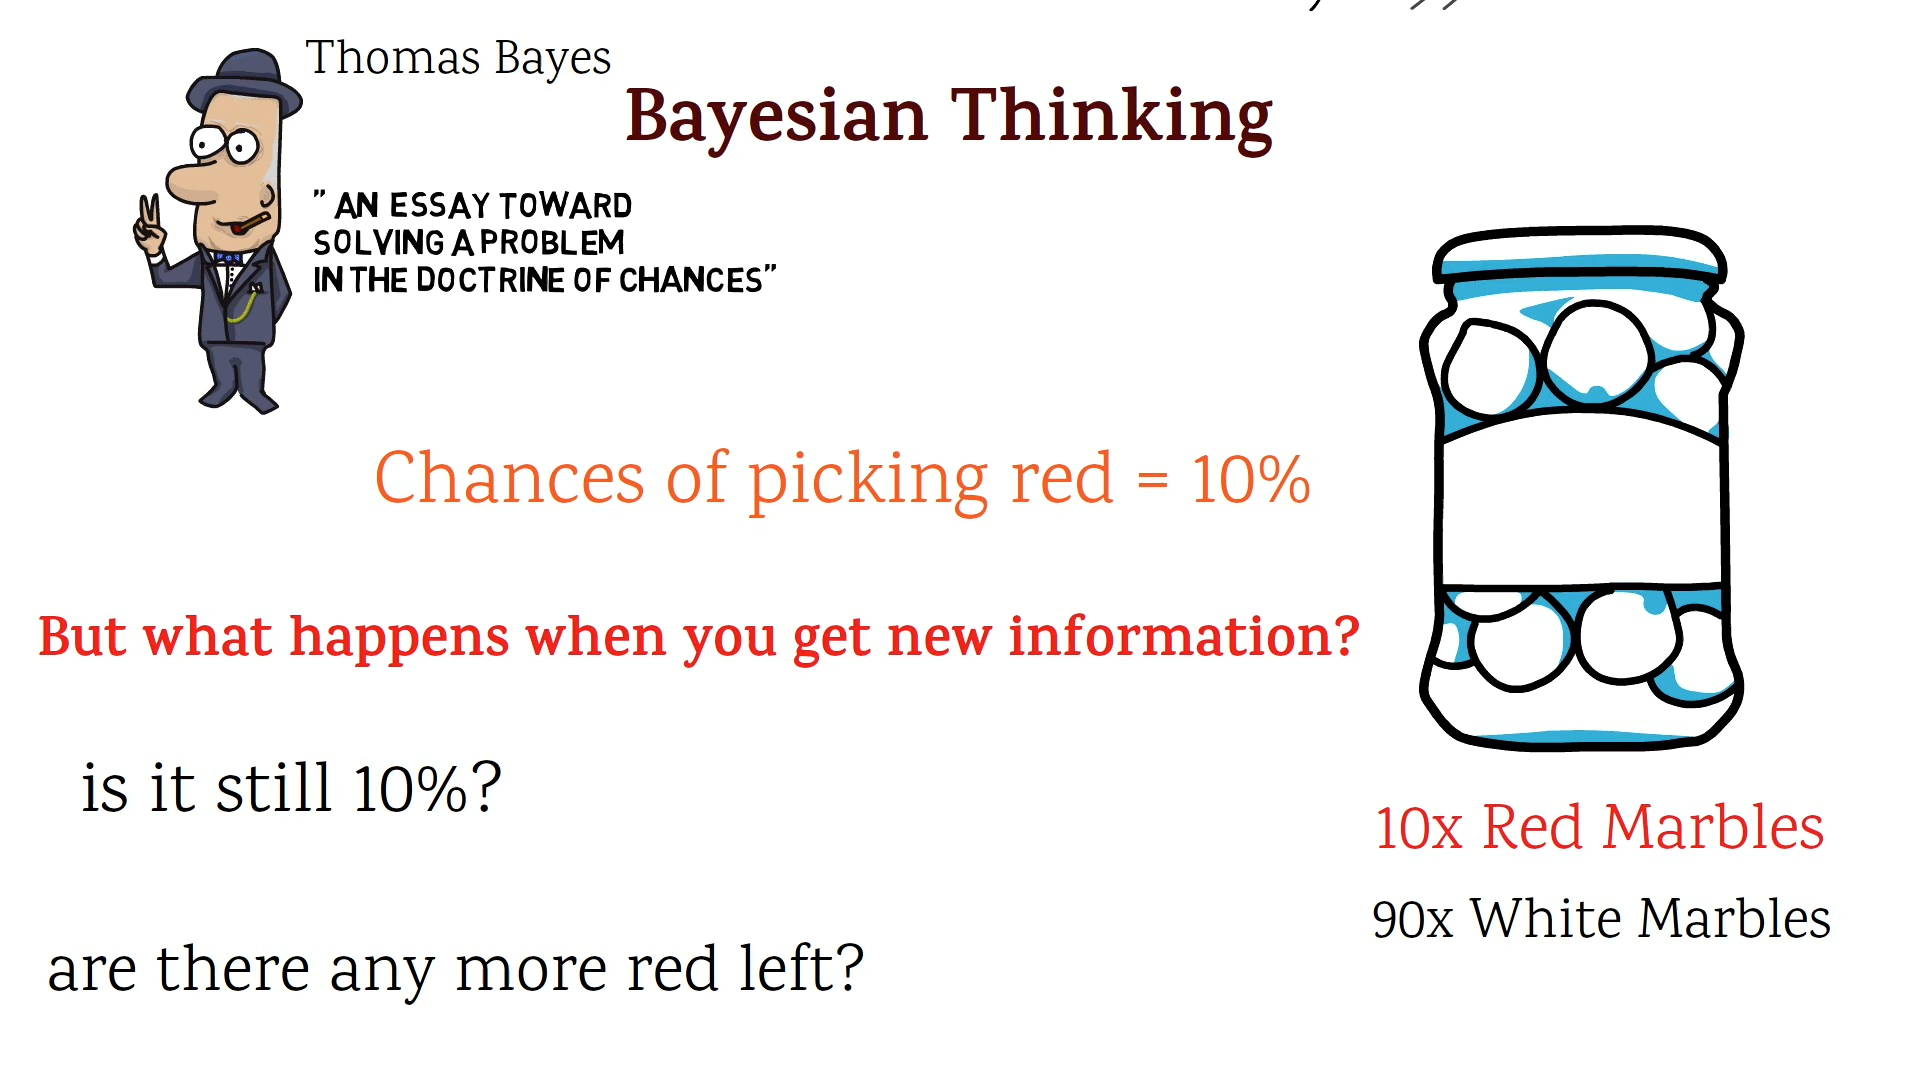 Thomas Bayes
Bayesian Thinking
" AN ESSAY TOWARD
SOLVING A PROBLEM
IN THE DOCTRINE OF CHANCES"
Chances of picking red = 10%
But what happens when you get new information?
is it still 10%?
10x Red Marbles
90x White Marbles
are there any more red left?